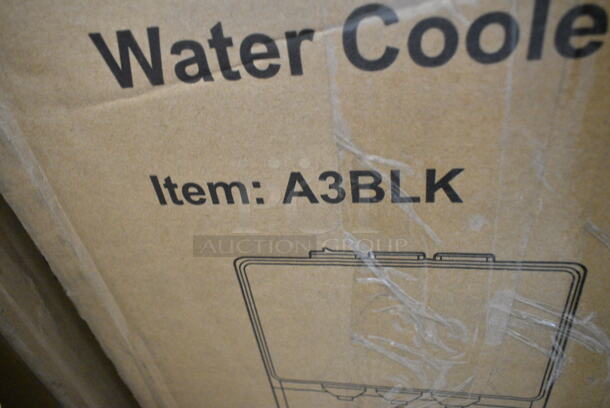 Water Coole
Item: A3BLK
AUCTION GROUP